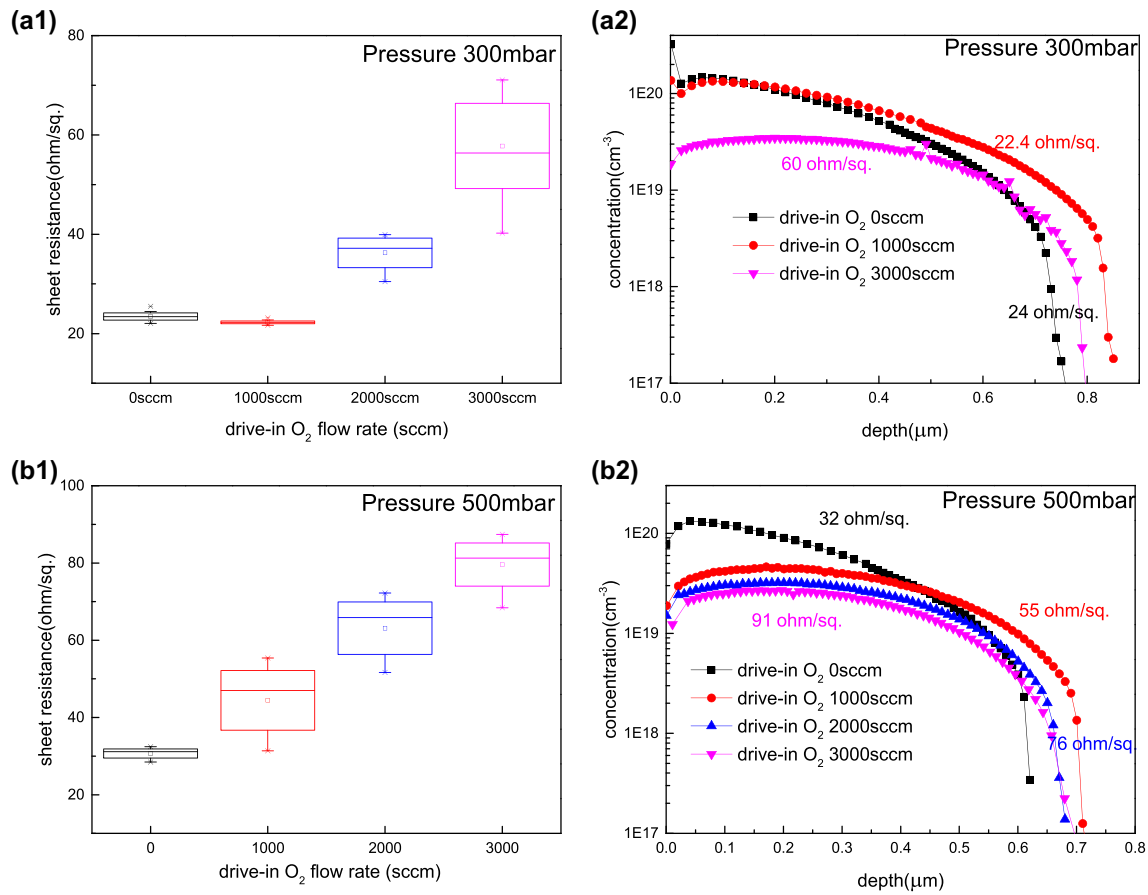 (a1)
Pressure 300mbar
80
60
40
20
sheet resistance(ohm/sq.)
0sccm 1000sccm 2000sccm 3000sccm
drive-in O₂ flow rate (sccm)
(a2)
Pressure 300mbar
1E20
1E19
1E18
1E17
concentration(cm⁻³)
22.4 ohm/sq.
60 ohm/sq.
drive-in O₂ 0sccm
drive-in O₂ 1000sccm
drive-in O₂ 3000sccm
24 ohm/sq.
0.0 0.2 0.4 0.6 0.8
depth(μm)
(b1)
Pressure 500mbar
100
80
60
40
20
sheet resistance(ohm/sq.)
0 1000 2000 3000
drive-in O₂ flow rate (sccm)
(b2)
Pressure 500mbar
1E20
1E19
1E18
1E17
concentration(cm⁻³)
32 ohm/sq.
55 ohm/sq.
91 ohm/sq.
drive-in O₂ 0sccm
drive-in O₂ 1000sccm
drive-in O₂ 2000sccm
drive-in O₂ 3000sccm
76 ohm/sq.
0.0 0.1 0.2 0.3 0.4 0.5 0.6 0.7 0.8
depth(μm)